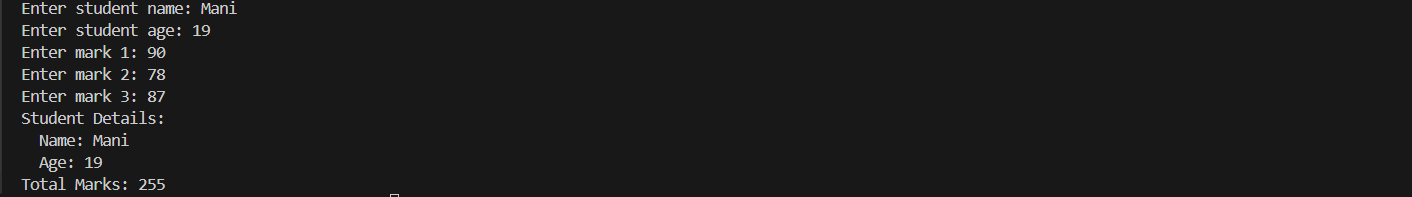 Enter student name: Mani
Enter student age: 19
Enter mark 1: 90
Enter mark 2: 78
Enter mark 3: 87
Student Details:
  Name: Mani
  Age: 19
Total Marks: 255